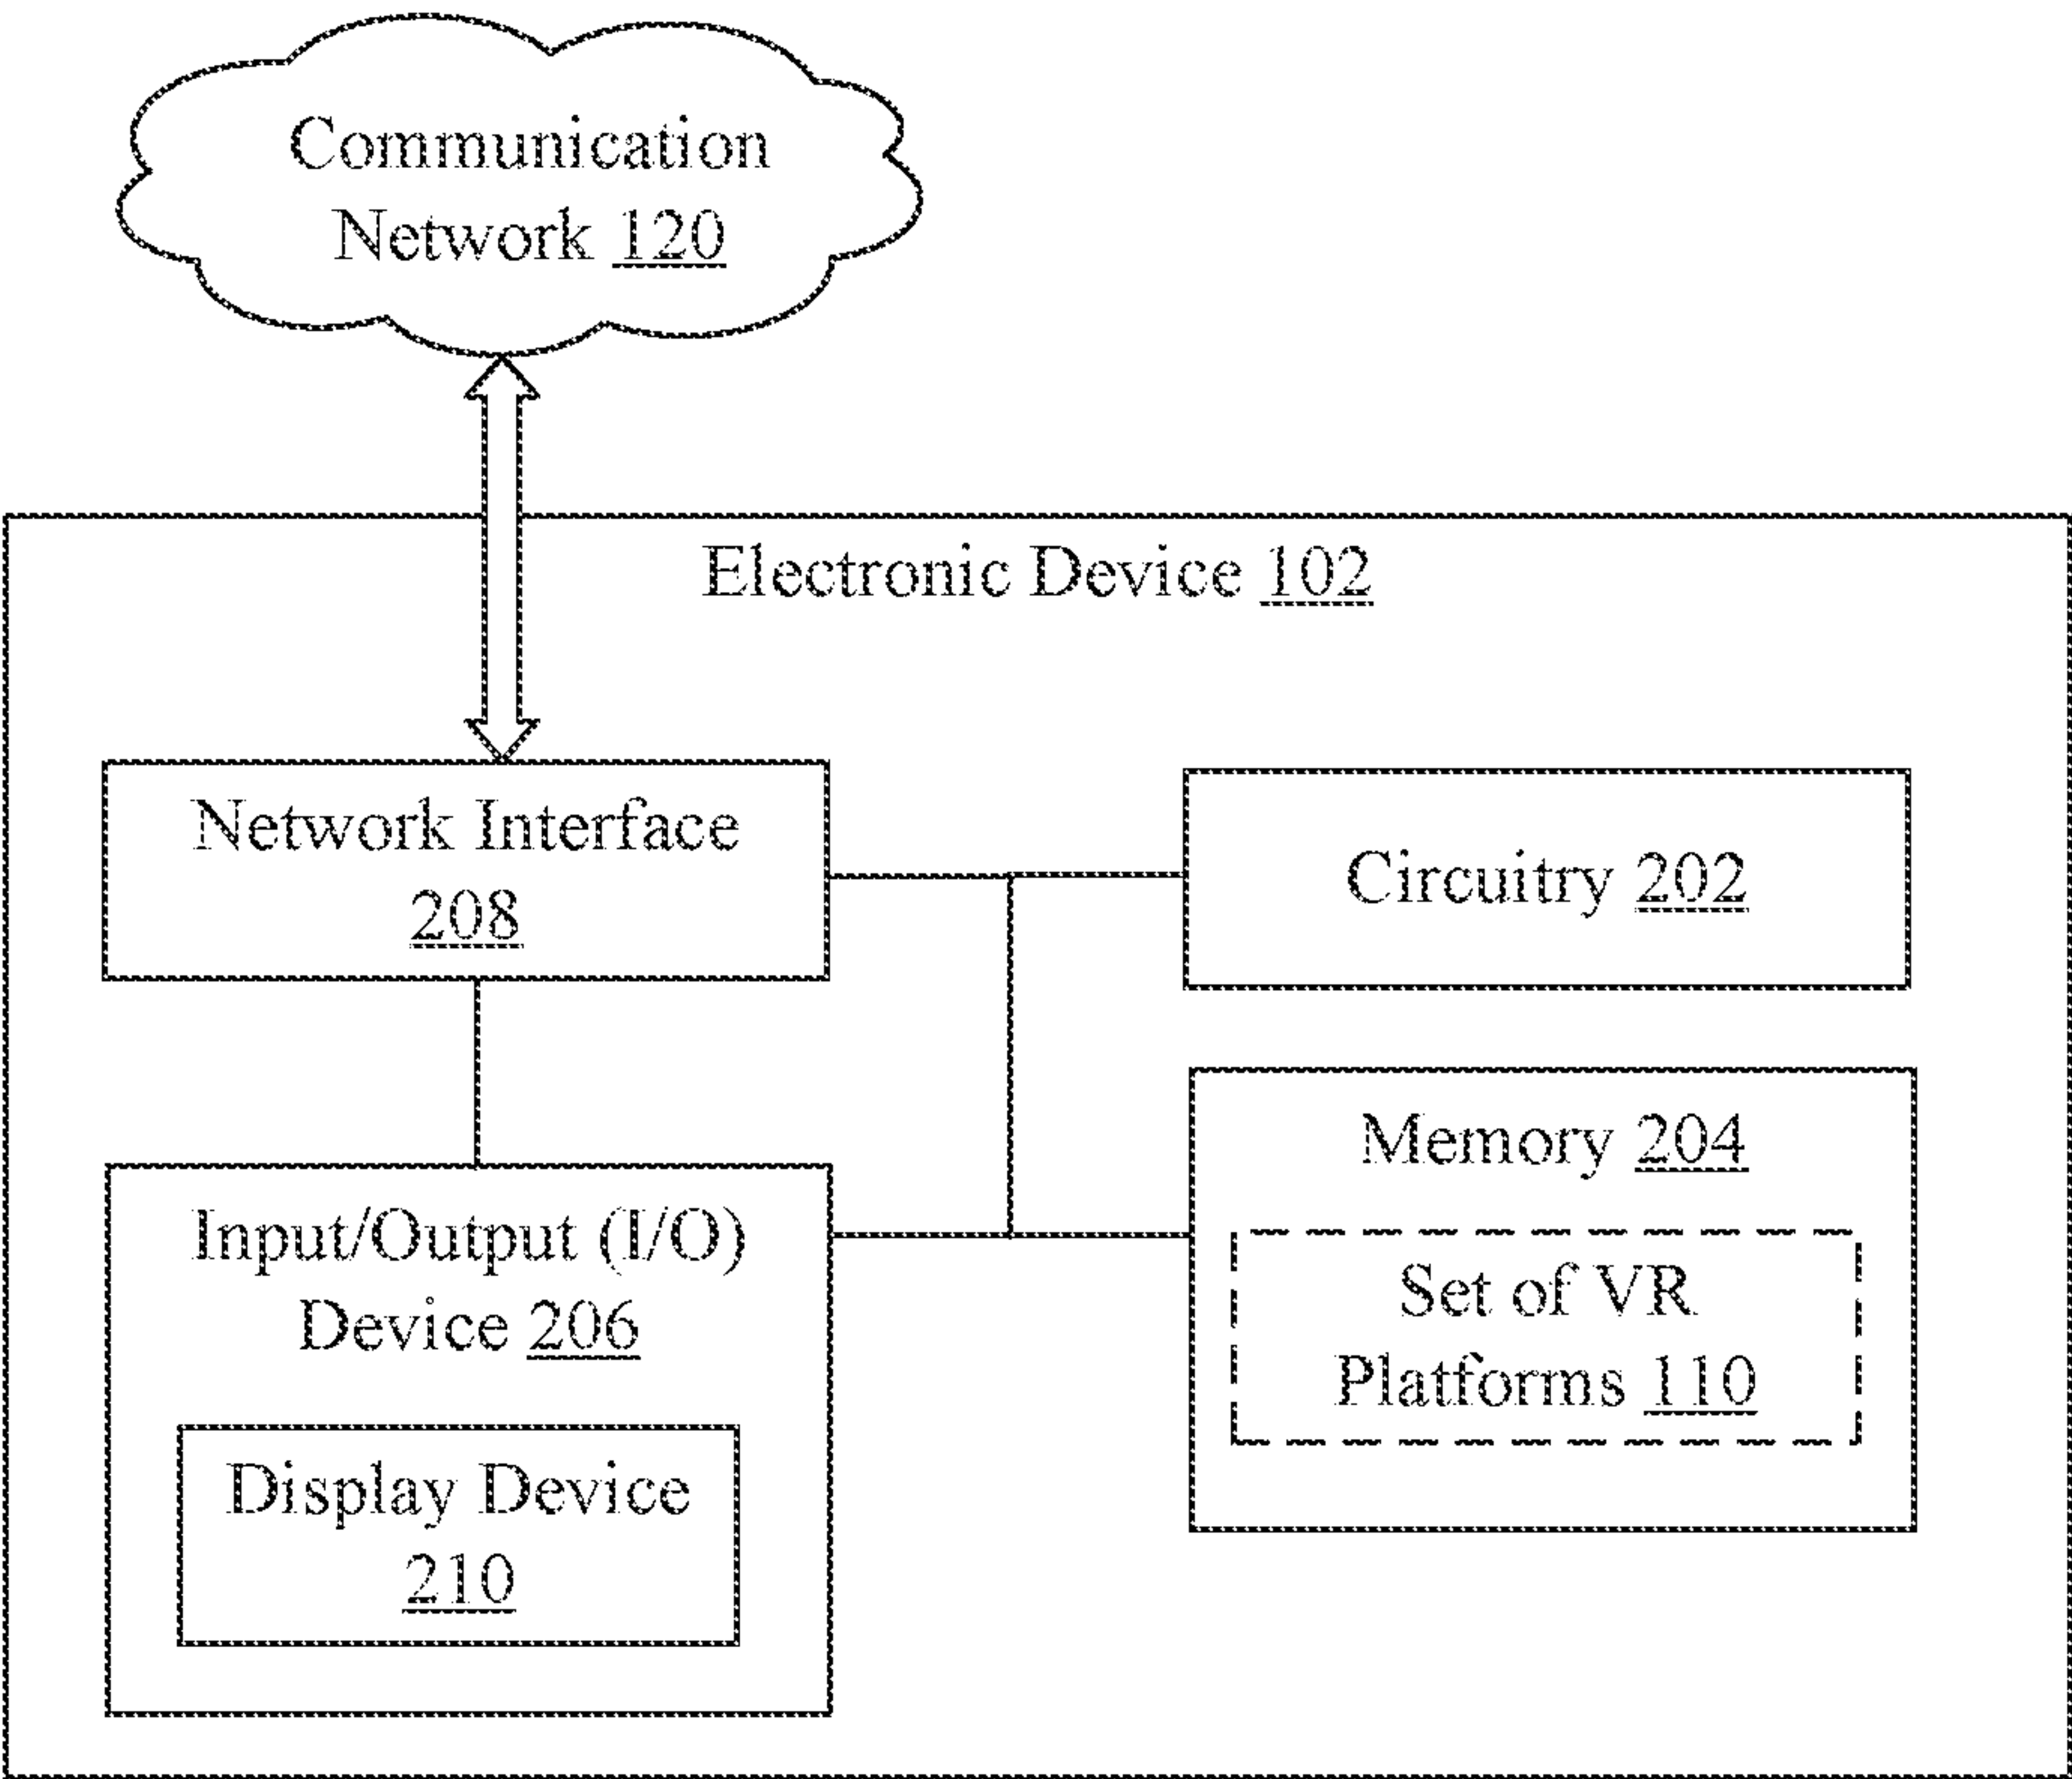 Communication
Network 120
Electronic Device 102
Network Interface
208
Circuitry 202
Input/Output (I/O)
Device 206
Display Device
210
Memory 204
Set of VR
Platforms 110